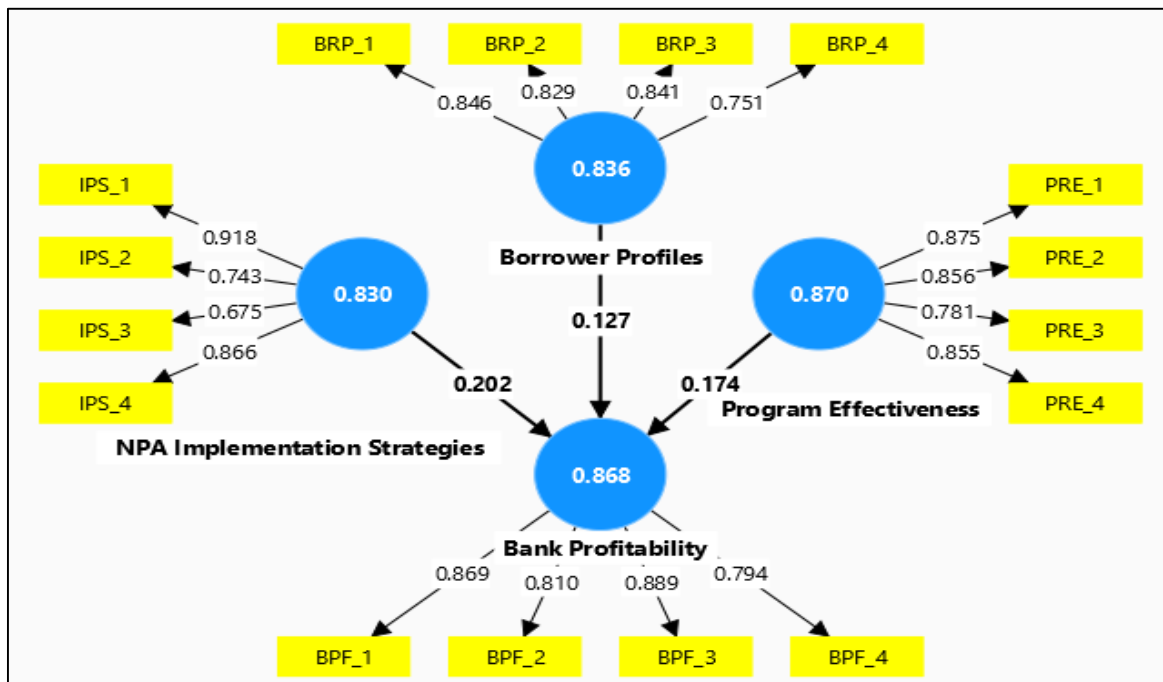 BRP_1
BRP_2
BRP_3
BRP_4
0.846
0.829
0.841
0.751
0.836
Borrower Profiles
IPS_1
IPS_2
IPS_3
IPS_4
0.918
0.743
0.675
0.866
0.830
NPA Implementation Strategies
PRE_1
PRE_2
PRE_3
PRE_4
0.875
0.856
0.781
0.855
0.870
Program Effectiveness
0.202
0.127
0.174
0.868
Bank Profitability
0.869
0.810
0.889
0.794
BPF_1
BPF_2
BPF_3
BPF_4